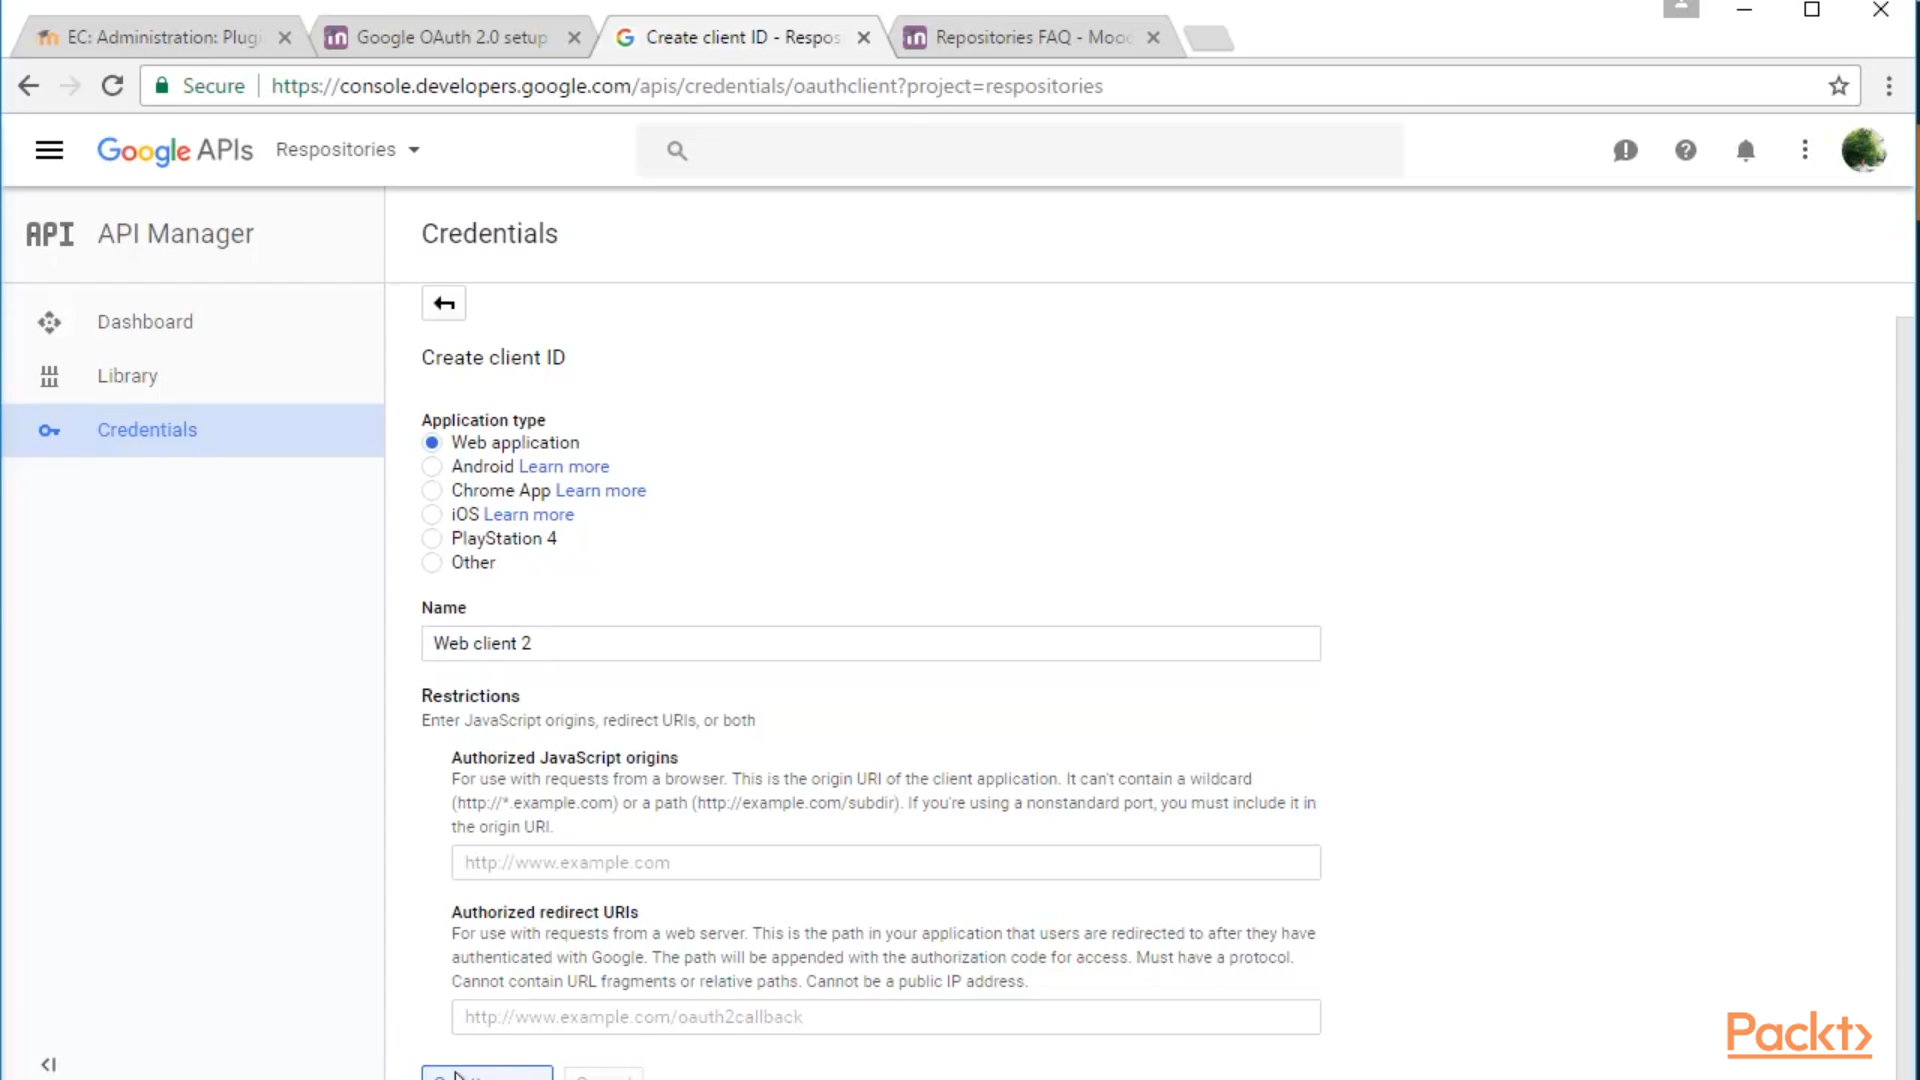 EC: Administration: Plugi
Google OAuth 2.0 setup
Create client ID - Respos
Repositories FAQ - Mood
Secure
https://console.developers.google.com/apis/credentials/oauthclient?project=respositories
Google APIs
Respositories
API
API Manager
Credentials
Dashboard
Library
Credentials
Create client ID
Application type
Web application
Android Learn more
Chrome App Learn more
iOS Learn more
PlayStation 4
Other
Name
Web client 2
Restrictions
Enter JavaScript origins, redirect URIs, or both
Authorized JavaScript origins
For use with requests from a browser. This is the origin URI of the client application. It can't contain a wildcard
(http://*.example.com) or a path (http://example.com/subdir). If you're using a nonstandard port, you must include it in
the origin URI.
http://www.example.com
Authorized redirect URIs
For use with requests from a web server. This is the path in your application that users are redirected to after they have
authenticated with Google. The path will be appended with the authorization code for access. Must have a protocol.
Cannot contain URL fragments or relative paths. Cannot be a public IP address.
http://www.example.com/oauth2callback
Packt>